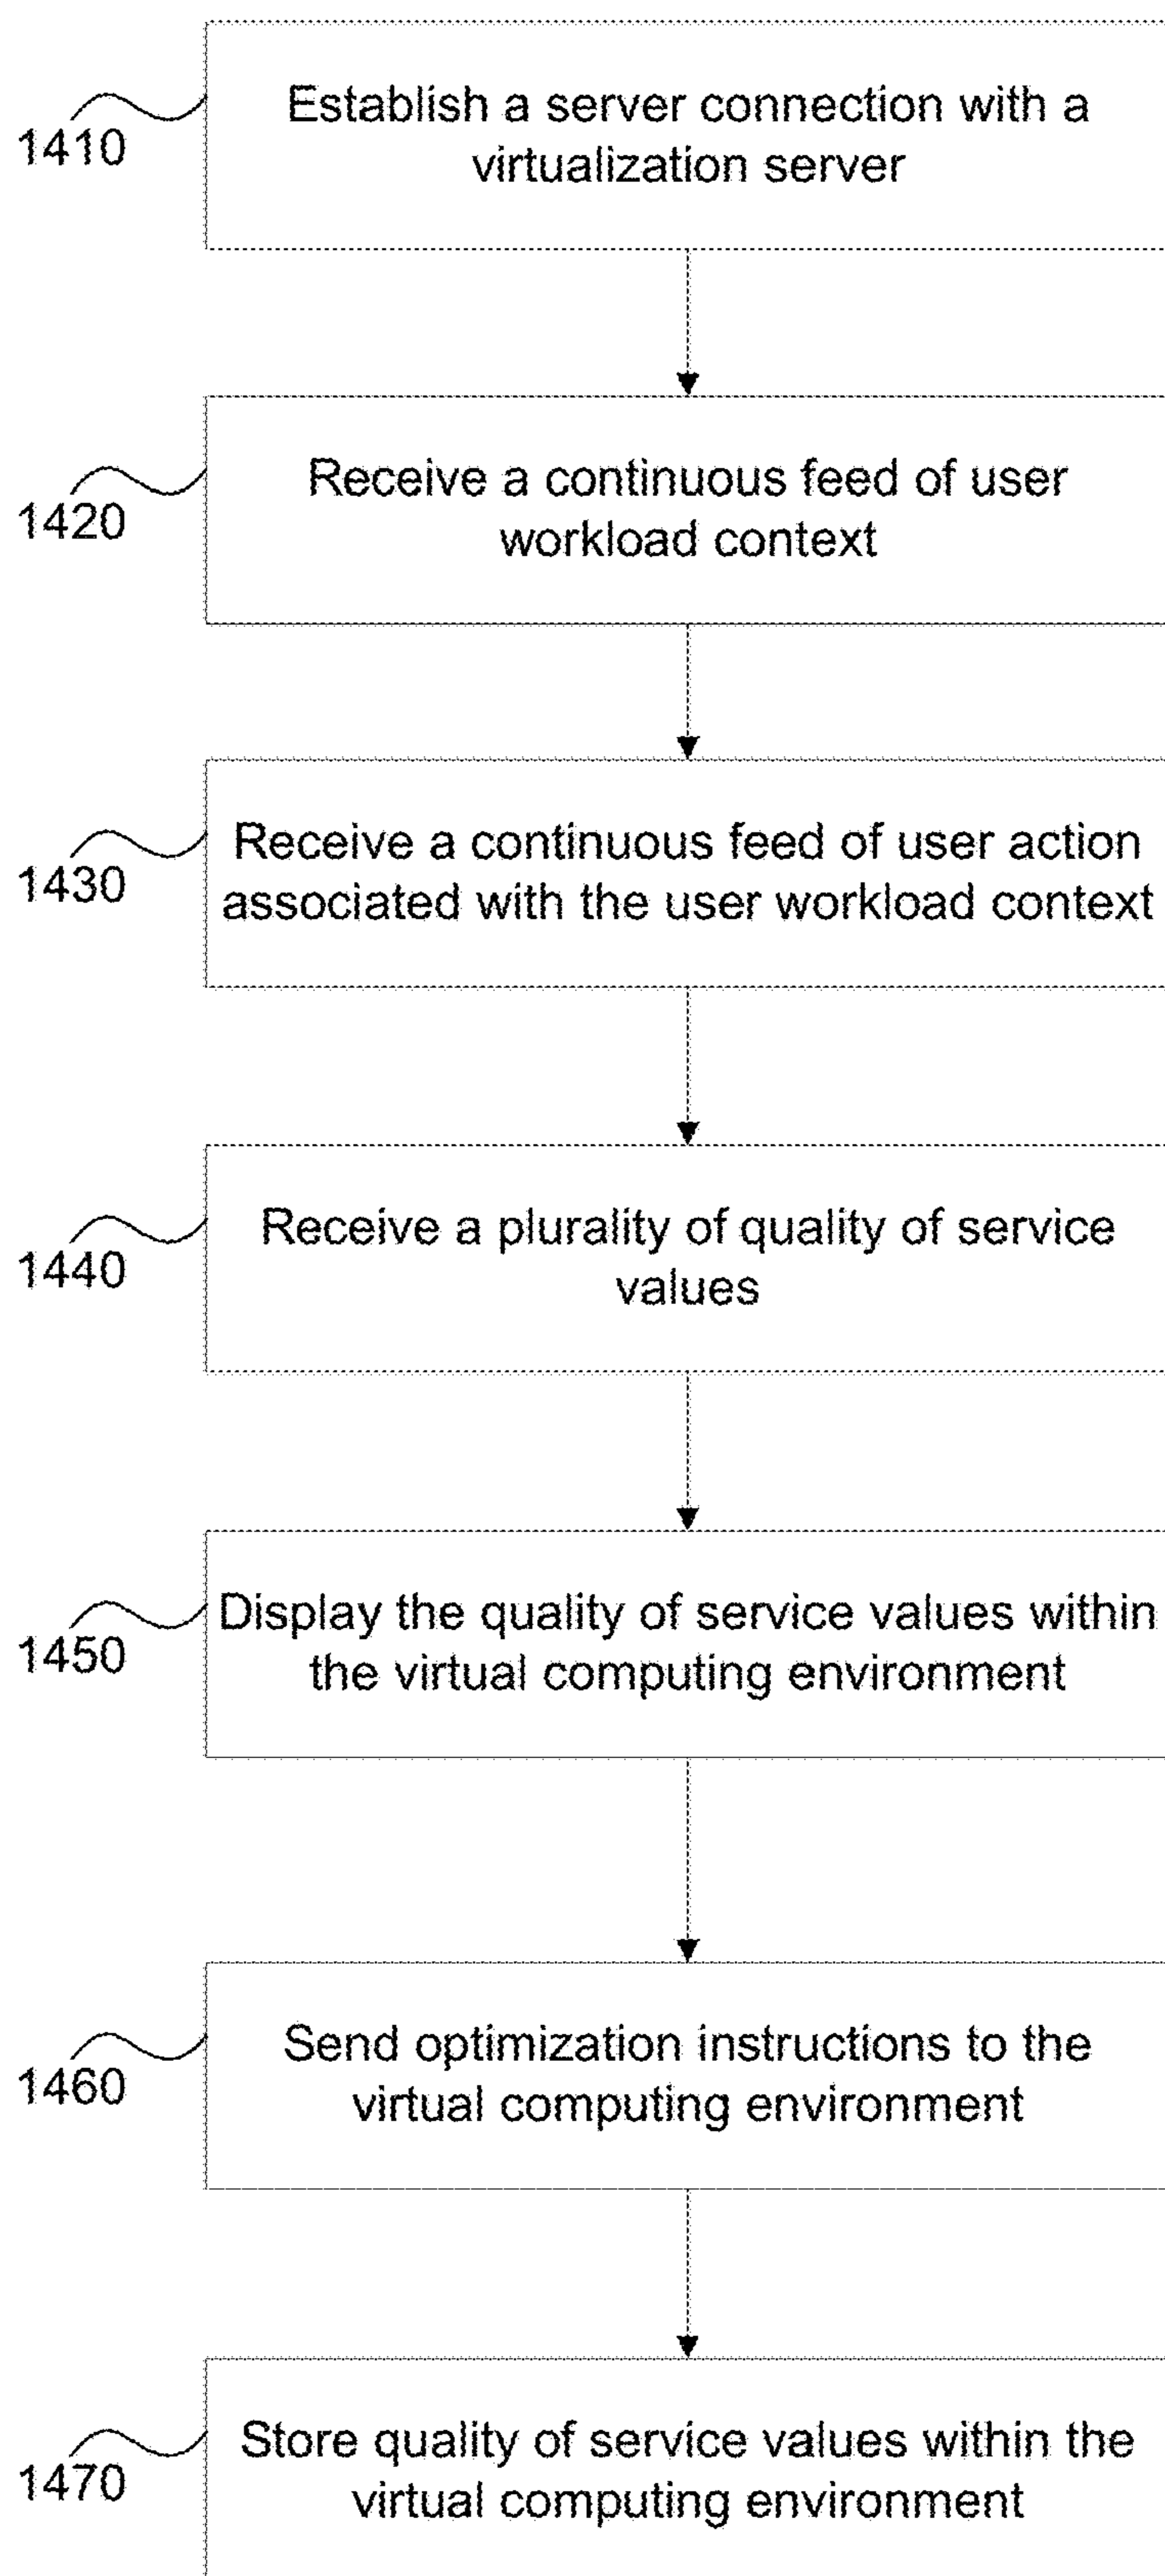 Establish a server connection with a
virtualization server
1410
Receive a continuous feed of user
workload context
1420
Receive a continuous feed of user action
associated with the user workload context
1430
Receive a plurality of quality of service
values
1440
Display the quality of service values within
the virtual computing environment
1450
Send optimization instructions to the
virtual computing environment
1460
Store quality of service values within the
virtual computing environment
1470